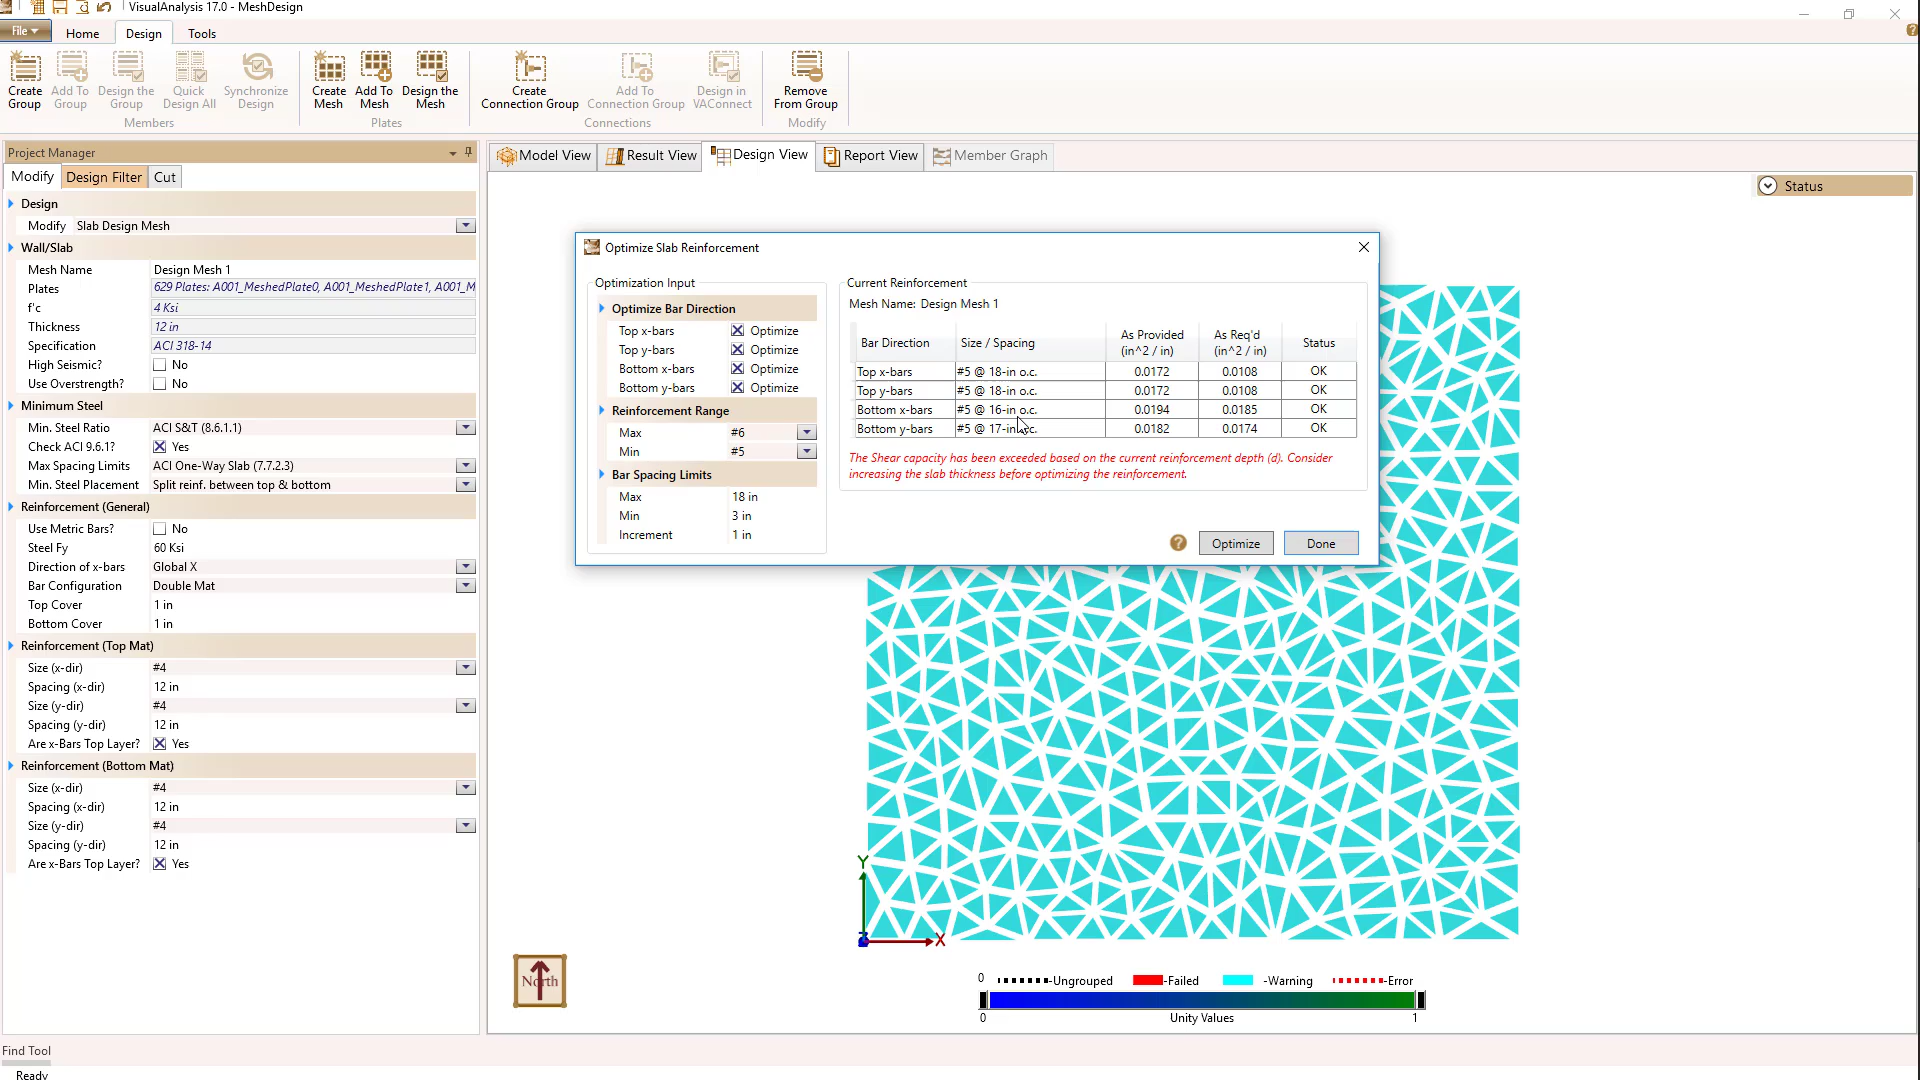 VisualAnalysis 17.0 - MeshDesign
File
Home
Design
Tools
Create Group
Add To Group
Design the Group
Quick Design All
Synchronize Design
Members
Create Mesh
Add To Mesh
Design the Mesh
Plates
Create Connection Group
Add To Connection Group
Design in VAConnect
Connections
Remove From Group
Modify
Project Manager
Modify
Design Filter
Cut
Design
Modify Slab Design Mesh
Wall/Slab
Mesh Name Design Mesh 1
Plates 629 Plates: A001_MeshedPlate0, A001_MeshedPlate1, A001_M
f'c 4 Ksi
Thickness 12 in
Specification ACI 318-14
High Seismic? No
Use Overstrength? No
Minimum Steel
Min. Steel Ratio ACI S&T (8.6.1.1)
Check ACI 9.6.1? Yes
Max Spacing Limits ACI One-Way Slab (7.7.2.3)
Min. Steel Placement Split reinf. between top & bottom
Reinforcement (General)
Use Metric Bars? No
Steel Fy 60 Ksi
Direction of x-bars Global X
Bar Configuration Double Mat
Top Cover 1 in
Bottom Cover 1 in
Reinforcement (Top Mat)
Size (x-dir) #4
Spacing (x-dir) 12 in
Size (y-dir) #4
Spacing (y-dir) 12 in
Are x-Bars Top Layer? Yes
Reinforcement (Bottom Mat)
Size (x-dir) #4
Spacing (x-dir) 12 in
Size (y-dir) #4
Spacing (y-dir) 12 in
Are x-Bars Top Layer? Yes
Model View
Result View
Design View
Report View
Member Graph
Status
Optimize Slab Reinforcement
Optimization Input
Optimize Bar Direction
Top x-bars Optimize
Top y-bars Optimize
Bottom x-bars Optimize
Bottom y-bars Optimize
Reinforcement Range
Max #6
Min #5
Bar Spacing Limits
Max 18 in
Min 3 in
Increment 1 in
Current Reinforcement
Mesh Name: Design Mesh 1
Bar Direction Size / Spacing As Provided (in^2 / in) As Req'd (in^2 / in) Status
Top x-bars #5 @ 18-in o.c. 0.0172 0.0108 OK
Top y-bars #5 @ 18-in o.c. 0.0172 0.0108 OK
Bottom x-bars #5 @ 16-in o.c. 0.0194 0.0185 OK
Bottom y-bars #5 @ 17-in o.c. 0.0182 0.0174 OK
The Shear capacity has been exceeded based on the current reinforcement depth (d). Consider
increasing the slab thickness before optimizing the reinforcement.
?
Optimize
Done
Y
Z
X
North
0 -Ungrouped -Failed -Warning -Error
0 Unity Values 1
Find Tool
Ready